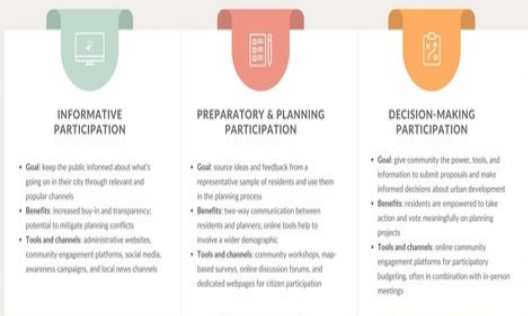 INFORMATIVE
PARTICIPATION
• Goal: keep the public informed about what's
going on in their city through relevant and
popular channels
• Benefits: increased buy-in and transparency;
potential to mitigate planning conflicts
• Tools and channels: administrative websites,
community engagement platforms, social media,
awareness campaigns, and local news channels
PREPARATORY & PLANNING
PARTICIPATION
• Goal: source ideas and feedback from a
representative sample of residents and use them
in the planning process
• Benefits: two-way communication between
residents and planners; online tools help to
involve a wider demographic
• Tools and channels: community workshops, map-
based surveys, online discussion forums, and
dedicated webpages for citizen participation
DECISION-MAKING
PARTICIPATION
• Goal: give community the power, tools, and
information to submit proposals and make
informed decisions about urban development
• Benefits: residents are empowered to take
action and vote meaningfully on planning
projects
• Tools and channels: online community
engagement platforms for participatory
budgeting, often in combination with in-person
meetings